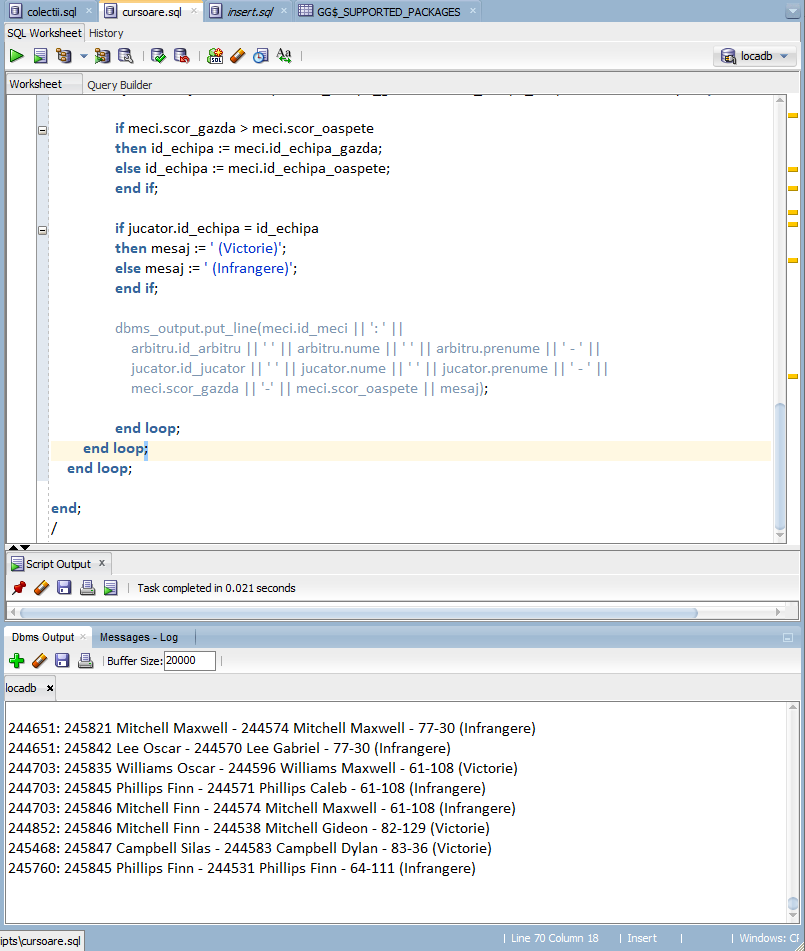 colectii.sql cursoare.sql insert.sql GG$_SUPPORTED_PACKAGES
SQL Worksheet History
locadb
Worksheet Query Builder
if meci.scor_gazda > meci.scor_oaspete
then id_echipa := meci.id_echipa_gazda;
else id_echipa := meci.id_echipa_oaspete;
end if;
if jucator.id_echipa = id_echipa
then mesaj := ' (Victorie)';
else mesaj := ' (Infrangere)';
end if;
dbms_output.put_line(meci.id_meci || ': ' ||
arbitru.id_arbitru || ' ' || arbitru.nume || ' ' || arbitru.prenume || ' - ' ||
jucator.id_jucator || ' ' || jucator.nume || ' ' || jucator.prenume || ' - ' ||
meci.scor_gazda || '-' || meci.scor_oaspete || mesaj);
end loop;
end loop;
end loop;
end;
/
Script Output x
Task completed in 0.021 seconds
Dbms Output Messages - Log
Buffer Size: 20000
locadb x
244651: 245821 Mitchell Maxwell - 244574 Mitchell Maxwell - 77-30 (Infrangere)
244651: 245842 Lee Oscar - 244570 Lee Gabriel - 77-30 (Infrangere)
244703: 245835 Williams Oscar - 244596 Williams Maxwell - 61-108 (Victorie)
244703: 245845 Phillips Finn - 244571 Phillips Caleb - 61-108 (Infrangere)
244703: 245846 Mitchell Finn - 244574 Mitchell Maxwell - 61-108 (Infrangere)
244852: 245846 Mitchell Finn - 244538 Mitchell Gideon - 82-129 (Victorie)
245468: 245847 Campbell Silas - 244583 Campbell Dylan - 83-36 (Victorie)
245760: 245845 Phillips Finn - 244531 Phillips Finn - 64-111 (Infrangere)
ipts\cursoare.sql
Line 70 Column 18 Insert Windows: CF